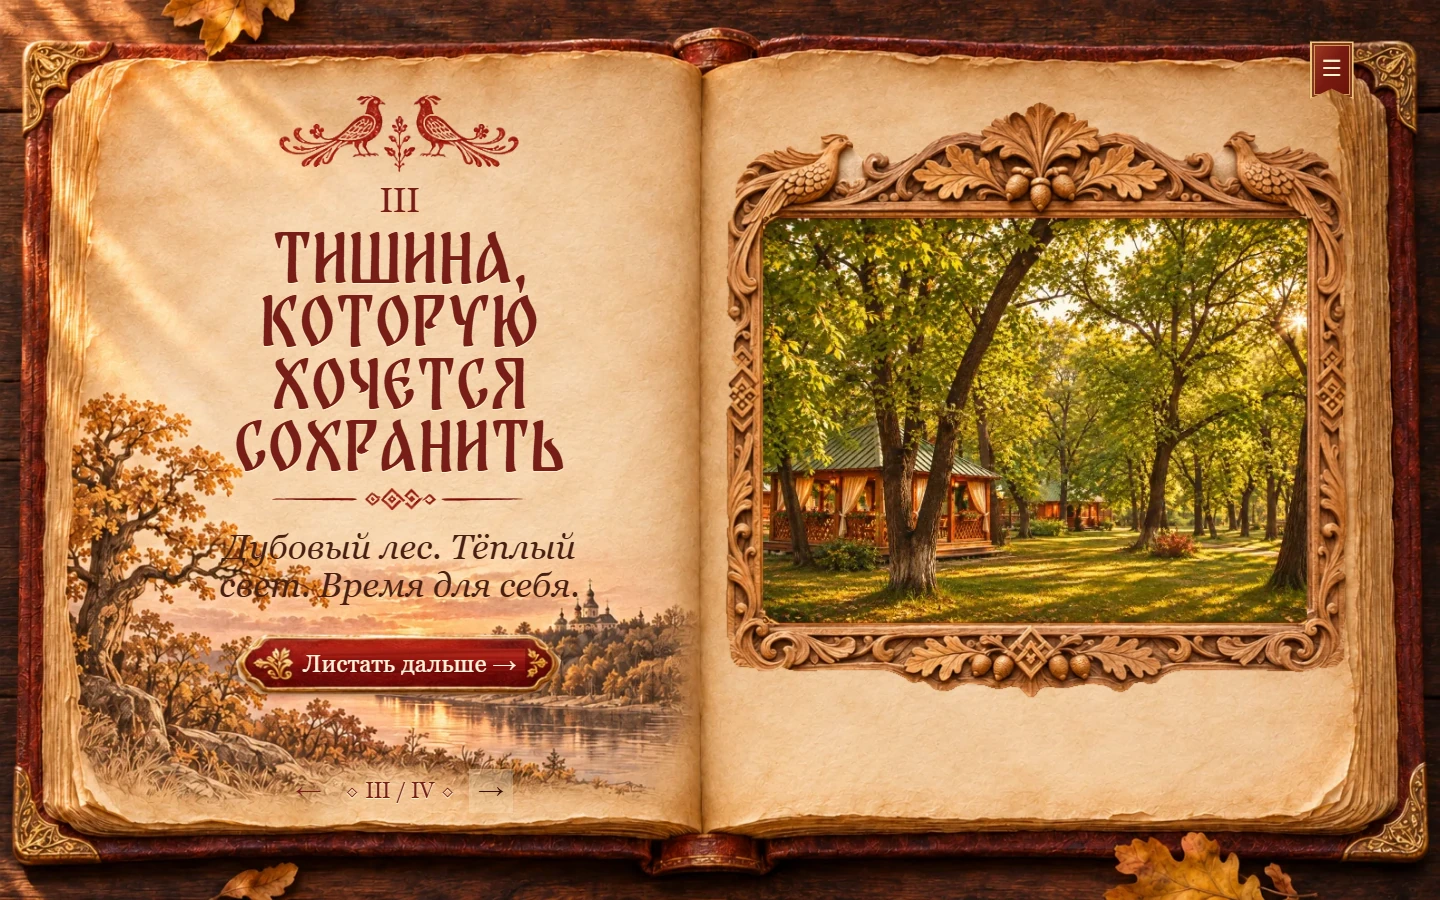 III
ТИШИНА,
КОТОРУЮ
ХОЧЕТСЯ
СОХРАНИТЬ
Дубовый лес. Тёплый
свет. Время для себя.
Листать дальше →
← ⋄ III / IV ⋄ →